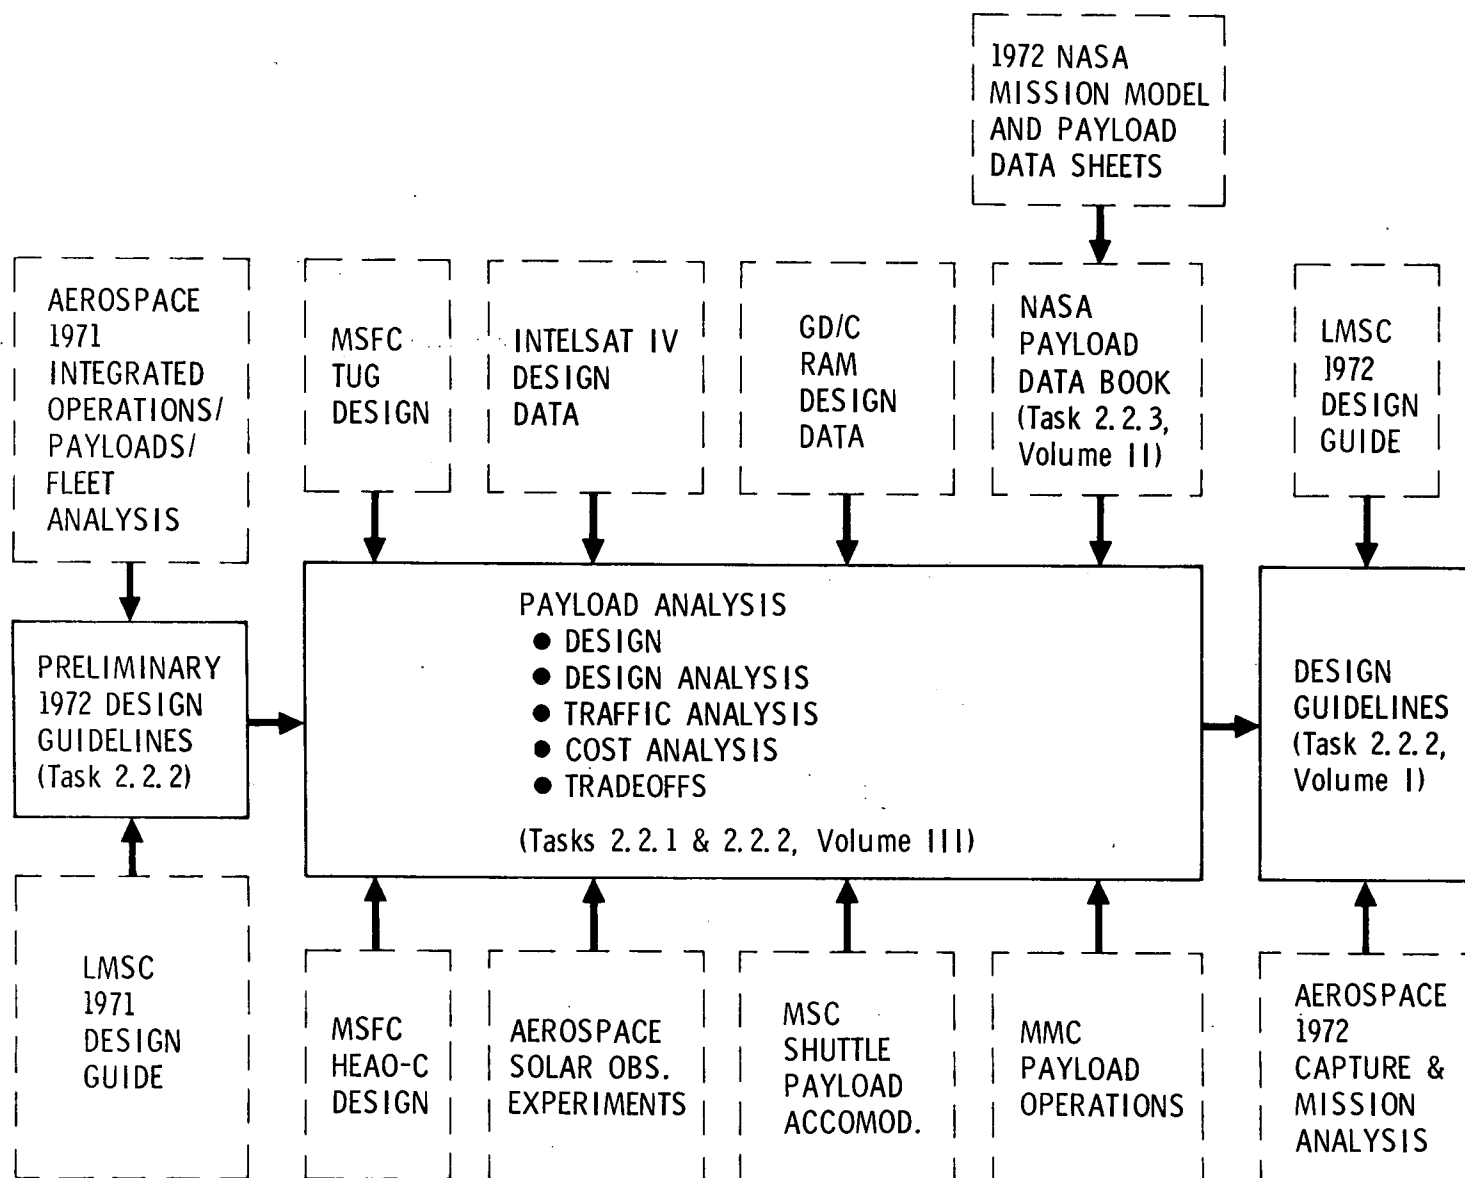 1972 NASA
MISSION MODEL
AND PAYLOAD
DATA SHEETS
AEROSPACE
1971
INTEGRATED
OPERATIONS/
PAYLOADS/
FLEET
ANALYSIS
MSFC
TUG
DESIGN
INTELSAT IV
DESIGN
DATA
GD/C
RAM
DESIGN
DATA
NASA
PAYLOAD
DATA BOOK
(Task 2.2.3,
Volume II)
LMSC
1972
DESIGN
GUIDE
PRELIMINARY
1972 DESIGN
GUIDELINES
(Task 2.2.2)
PAYLOAD ANALYSIS
● DESIGN
● DESIGN ANALYSIS
● TRAFFIC ANALYSIS
● COST ANALYSIS
● TRADEOFFS
(Tasks 2.2.1 & 2.2.2, Volume III)
DESIGN
GUIDELINES
(Task 2.2.2,
Volume I)
LMSC
1971
DESIGN
GUIDE
MSFC
HEAO-C
DESIGN
AEROSPACE
SOLAR OBS.
EXPERIMENTS
MSC
SHUTTLE
PAYLOAD
ACCOMOD.
MMC
PAYLOAD
OPERATIONS
AEROSPACE
1972
CAPTURE &
MISSION
ANALYSIS